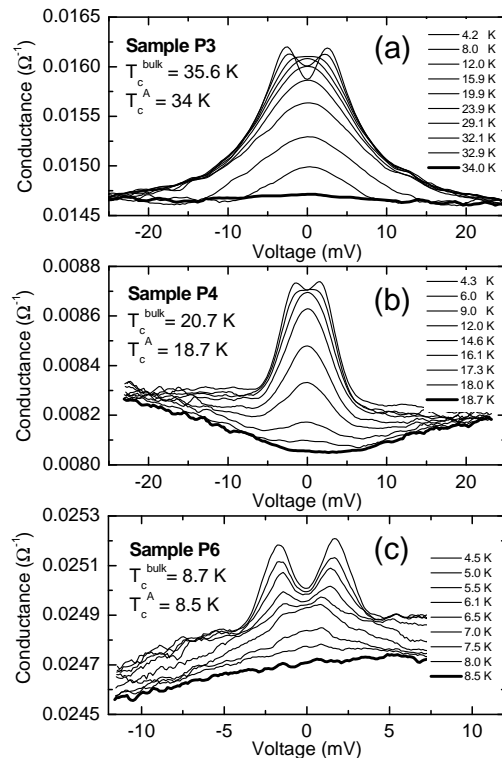 0.0165
0.0160
0.0155
0.0150
0.0145
Conductance (Ω⁻¹)
Sample P3
T_c^bulk = 35.6 K
T_c^A = 34 K
(a)
4.2 K
8.0 K
12.0 K
15.9 K
19.9 K
23.9 K
29.1 K
32.1 K
32.9 K
34.0 K
-20 -10 0 10 20
Voltage (mV)
0.0088
0.0086
0.0084
0.0082
0.0080
Conductance (Ω⁻¹)
Sample P4
T_c^bulk = 20.7 K
T_c^A = 18.7 K
(b)
4.3 K
6.0 K
9.0 K
12.0 K
14.6 K
16.1 K
17.3 K
18.0 K
18.7 K
-20 -10 0 10 20
Voltage (mV)
0.0253
0.0251
0.0249
0.0247
0.0245
Conductance (Ω⁻¹)
Sample P6
T_c^bulk = 8.7 K
T_c^A = 8.5 K
(c)
4.5 K
5.0 K
5.5 K
6.1 K
6.5 K
7.0 K
7.5 K
8.0 K
8.5 K
-10 -5 0 5 10
Voltage (mV)